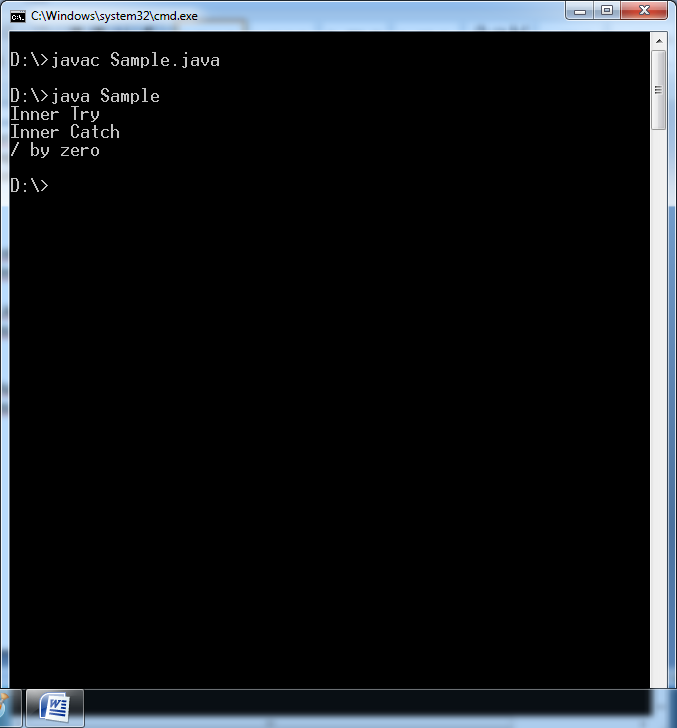 C:\Windows\system32\cmd.exe
D:\>javac Sample.java
D:\>java Sample
Inner Try
Inner Catch
/ by zero
D:\>